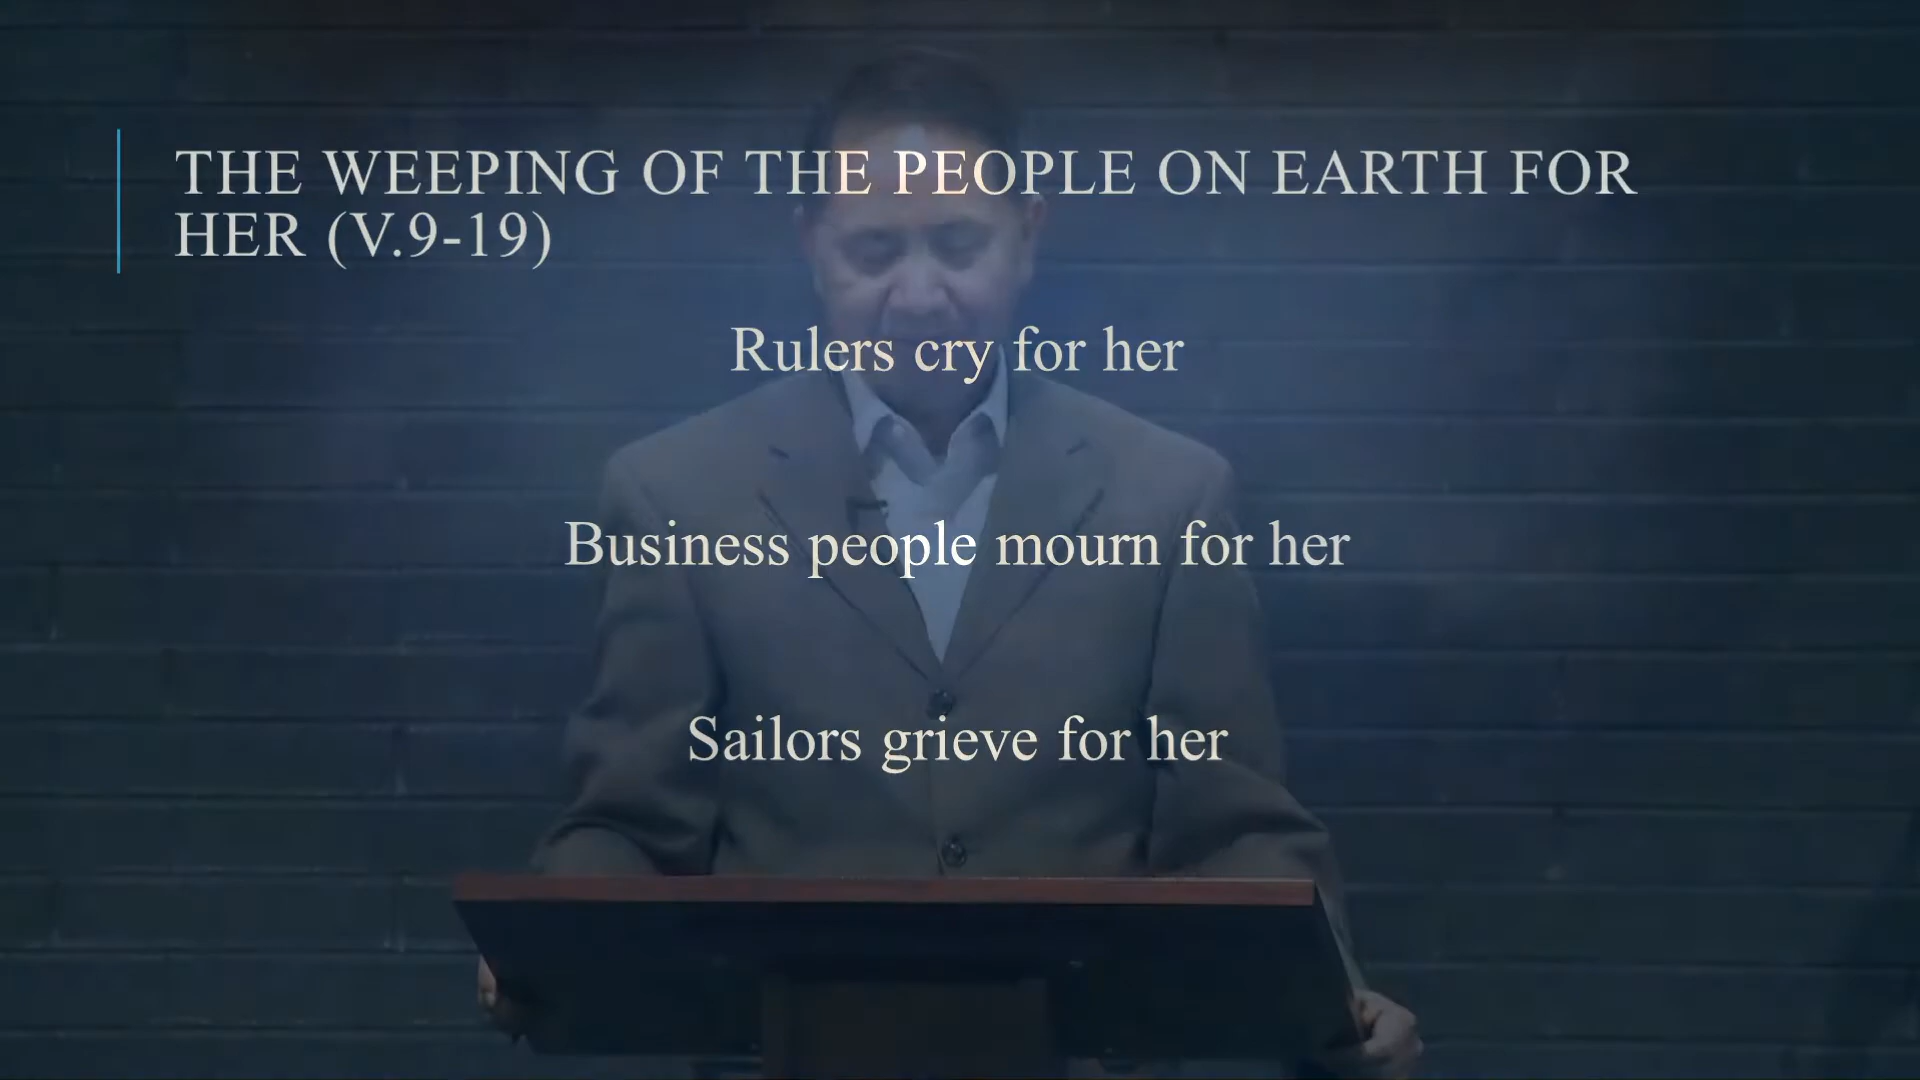 THE WEEPING OF THE PEOPLE ON EARTH FOR
HER (V.9-19)
Rulers cry for her
Business people mourn for her
Sailors grieve for her